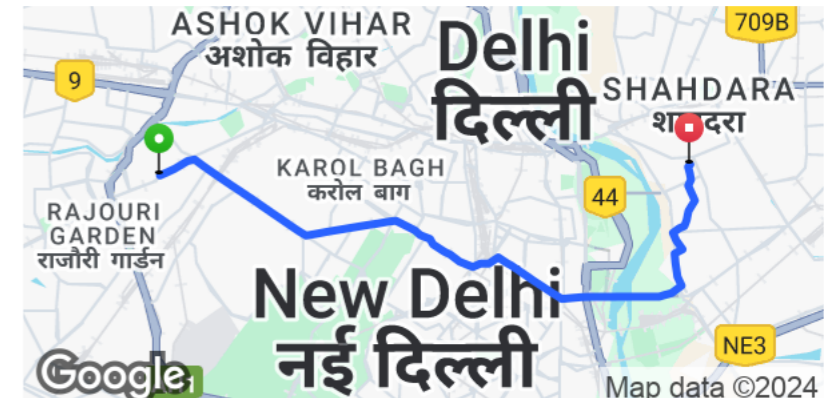 ASHOK VIHAR
अशोक विहार
Delhi
दिल्ली
709B
9
SHAHDARA
KAROL BAGH
करोल बाग
44
RAJOURI
GARDEN
राजौरी गार्डन
New Delhi
नई दिल्ली
NE3
Google
Map data ©2024